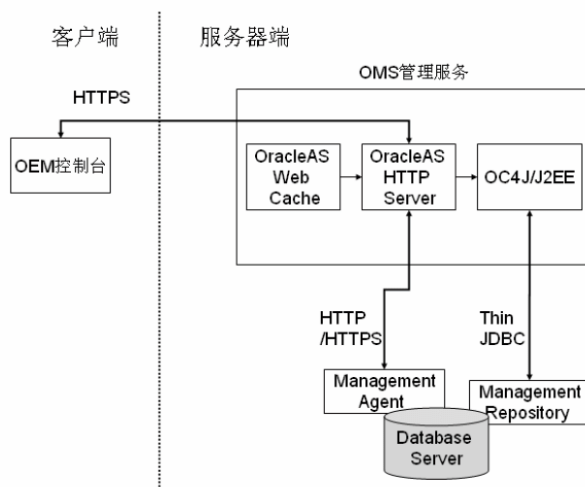 客户端
服务器端
OMS管理服务
HTTPS
OEM控制台
OracleAS
Web
Cache
OracleAS
HTTP
Server
OC4J/J2EE
HTTP
/HTTPS
Thin
JDBC
Management
Agent
Management
Repository
Database
Server